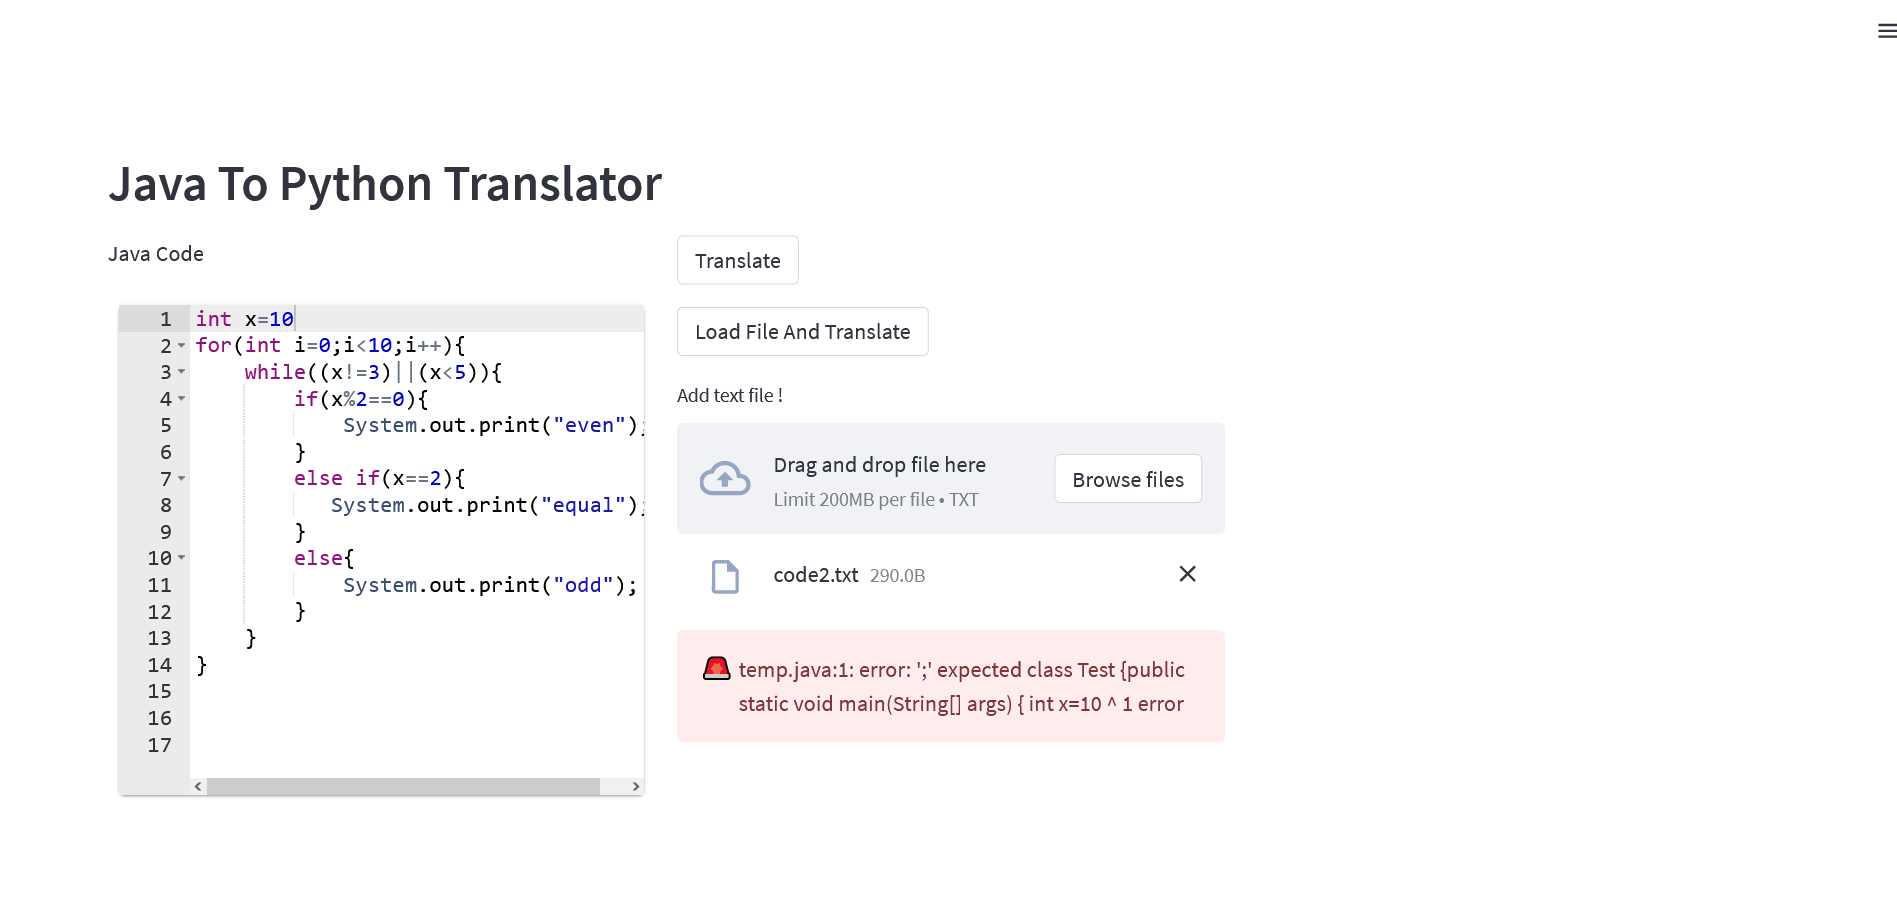 Java To Python Translator
Java Code
1 int x=10
2 for(int i=0;i<10;i++){
3     while((x!=3)||(x<5)){
4         if(x%2==0){
5             System.out.print("even");
6         }
7         else if(x==2){
8            System.out.print("equal");
9         }
10         else{
11             System.out.print("odd");
12         }
13     }
14 }
15
16
17
Translate
Load File And Translate
Add text file !
Drag and drop file here
Limit 200MB per file • TXT
Browse files
code2.txt 290.0B
temp.java:1: error: ';' expected class Test {public
static void main(String[] args) { int x=10 ^ 1 error